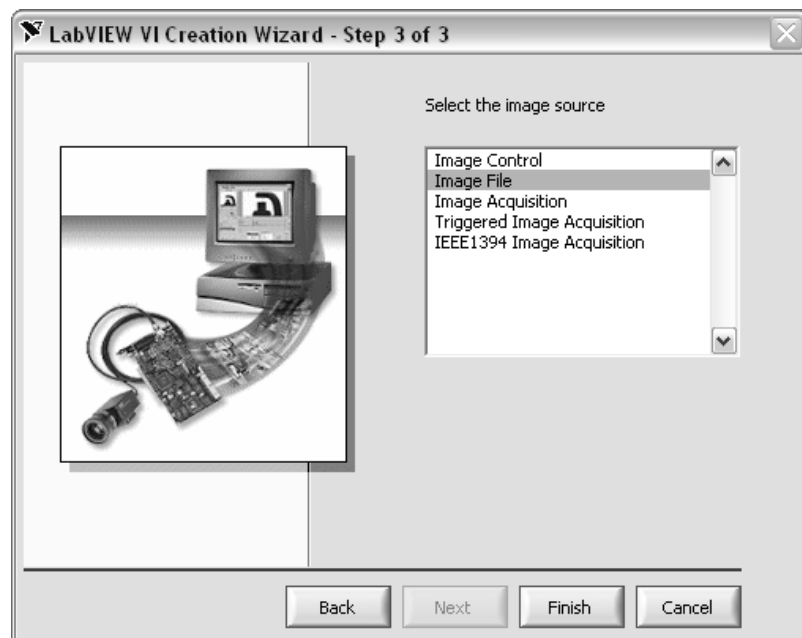 LabVIEW VI Creation Wizard - Step 3 of 3
Select the image source
Image Control
Image File
Image Acquisition
Triggered Image Acquisition
IEEE1394 Image Acquisition
Back Next Finish Cancel